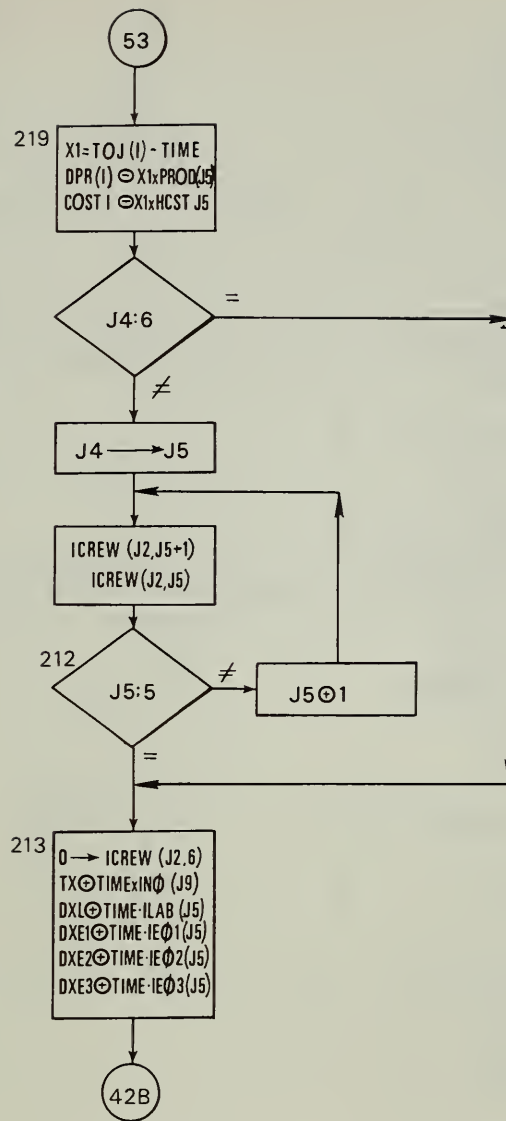 53
219
X1=TOJ(I)-TIME
DPR(I) ⊖X1xPROD(J5)
COST I ⊖X1xHCST J5
J4:6
=
≠
J4 → J5
ICREW (J2,J5+1)
ICREW(J2,J5)
212
J5:5
≠
J5⊕1
=
213
0→ ICREW (J2,6)
TX⊕TIMExINØ (J9)
DXL⊕TIME·ILAB (J5)
DXE1⊕TIME·IEØ1(J5)
DXE2⊕TIME·IEØ2(J5)
DXE3⊕TIME·IEØ3(J5)
42B